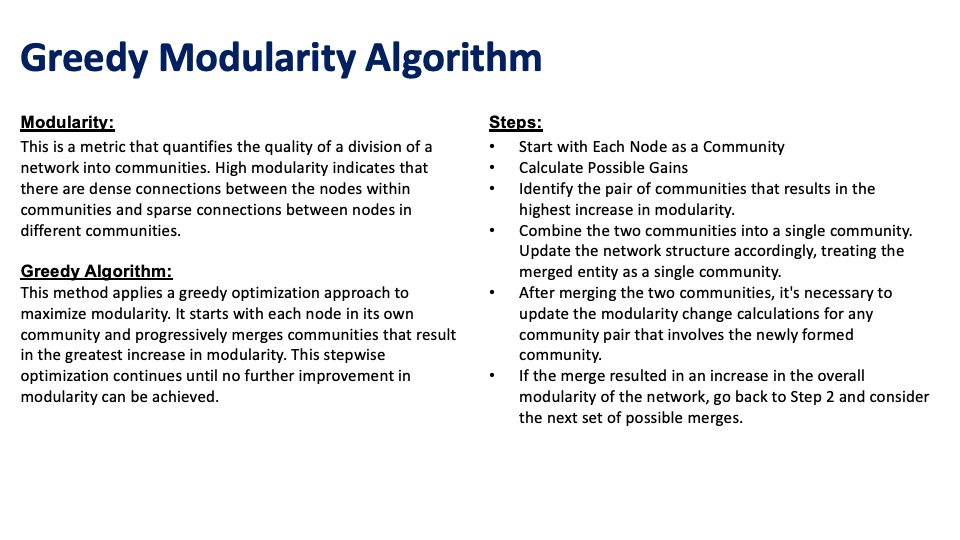 Greedy Modularity Algorithm
Modularity:
This is a metric that quantifies the quality of a division of a
network into communities. High modularity indicates that
there are dense connections between the nodes within
communities and sparse connections between nodes in
different communities.
Greedy Algorithm:
This method applies a greedy optimization approach to
maximize modularity. It starts with each node in its own
community and progressively merges communities that result
in the greatest increase in modularity. This stepwise
optimization continues until no further improvement in
modularity can be achieved.
Steps:
• Start with Each Node as a Community
• Calculate Possible Gains
• Identify the pair of communities that results in the
highest increase in modularity.
• Combine the two communities into a single community.
Update the network structure accordingly, treating the
merged entity as a single community.
• After merging the two communities, it's necessary to
update the modularity change calculations for any
community pair that involves the newly formed
community.
• If the merge resulted in an increase in the overall
modularity of the network, go back to Step 2 and consider
the next set of possible merges.